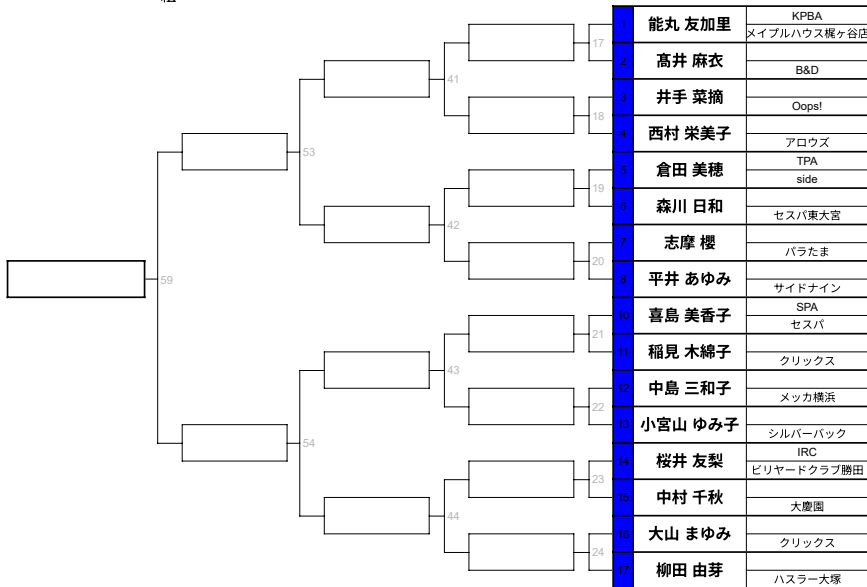 17
1
能丸 友加里
KPBA
メイプルハウス梶ヶ谷店
2
髙井 麻衣
B&D
41
18
3
井手 菜摘
Oops!
4
西村 栄美子
アロウズ
53
19
5
倉田 美穂
TPA
side
6
森川 日和
セスパ東大宮
42
20
7
志摩 櫻
パラたま
8
平井 あゆみ
サイドナイン
59
21
10
喜島 美香子
SPA
セスパ
11
稲見 木綿子
クリックス
43
22
12
中島 三和子
メッカ横浜
13
小宮山 ゆみ子
シルバーバック
54
23
14
桜井 友梨
IRC
ビリヤードクラブ勝田
15
中村 千秋
大慶園
44
24
16
大山 まゆみ
クリックス
17
柳田 由芽
ハスラー大塚